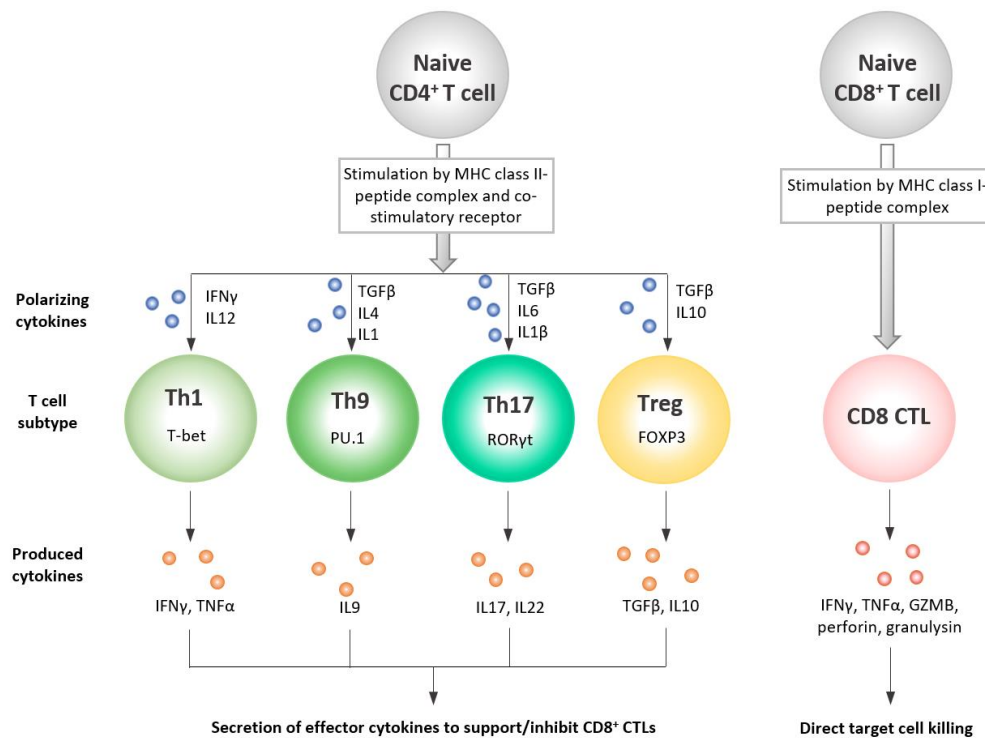 Naive
CD4⁺ T cell
Naive
CD8⁺ T cell
Stimulation by MHC class II-
peptide complex and co-
stimulatory receptor
Stimulation by MHC class I-
peptide complex
Polarizing
cytokines
IFNγ
IL12
TGFβ
IL4
IL1
TGFβ
IL6
IL1β
TGFβ
IL10
T cell
subtype
Th1
T-bet
Th9
PU.1
Th17
RORγt
Treg
FOXP3
CD8 CTL
Produced
cytokines
IFNγ, TNFα
IL9
IL17, IL22
TGFβ, IL10
IFNγ, TNFα, GZMB,
perforin, granulysin
Secretion of effector cytokines to support/inhibit CD8⁺ CTLs
Direct target cell killing